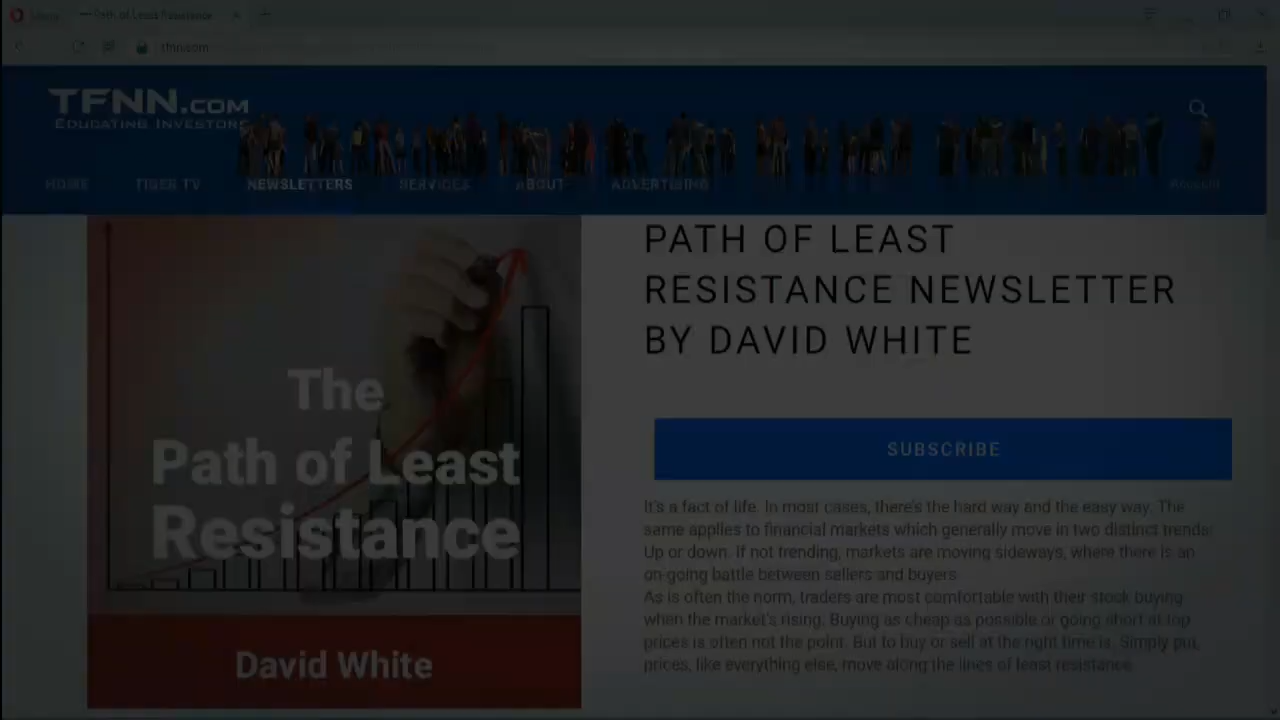 Path of Least Resistance
tfnn.com
TFNN.COM
EDUCATING INVESTORS
HOME
TIGER TV
NEWSLETTERS
SERVICES
ABOUT
ADVERTISING
Account
The
Path of Least
Resistance
David White
PATH OF LEAST
RESISTANCE NEWSLETTER
BY DAVID WHITE
SUBSCRIBE
It's a fact of life. In most cases, there's the hard way and the easy way. The
same applies to financial markets which generally move in two distinct trends:
Up or down. If not trending, markets are moving sideways, where there is an
on-going battle between sellers and buyers.
As is often the norm, traders are most comfortable with their stock buying
when the market's rising. Buying as cheap as possible or going short at top
prices is often not the point. But to buy or sell at the right time is. Simply put,
prices, like everything else, move along the lines of least resistance.